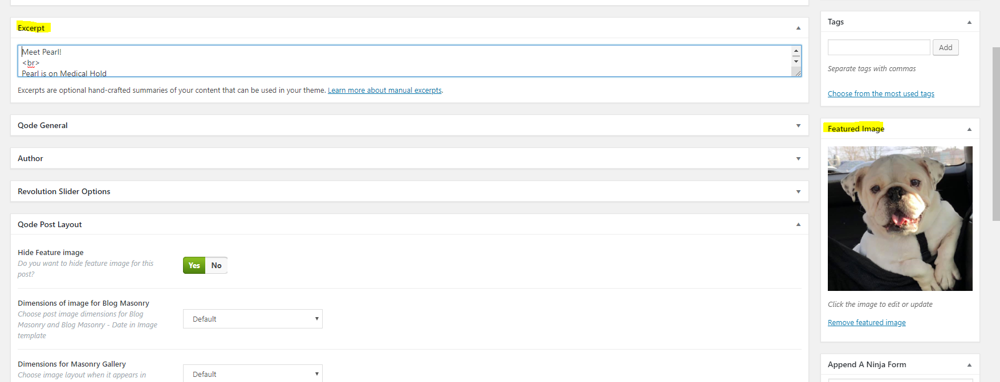 Excerpt
Meet Pearl!
<br>
Pearl is on Medical Hold
Excerpts are optional hand-crafted summaries of your content that can be used in your theme. Learn more about manual excerpts.
Qode General
Author
Revolution Slider Options
Qode Post Layout
Hide Feature image
Do you want to hide feature image for this
post?
Yes No
Dimensions of image for Blog Masonry
Choose post image dimensions for Blog
Masonry and Blog Masonry - Date in Image
template
Default
Dimensions for Masonry Gallery
Choose image layout when it appears in
Default
Tags
Add
Separate tags with commas
Choose from the most used tags
Featured Image
Click the image to edit or update
Remove featured image
Append A Ninja Form